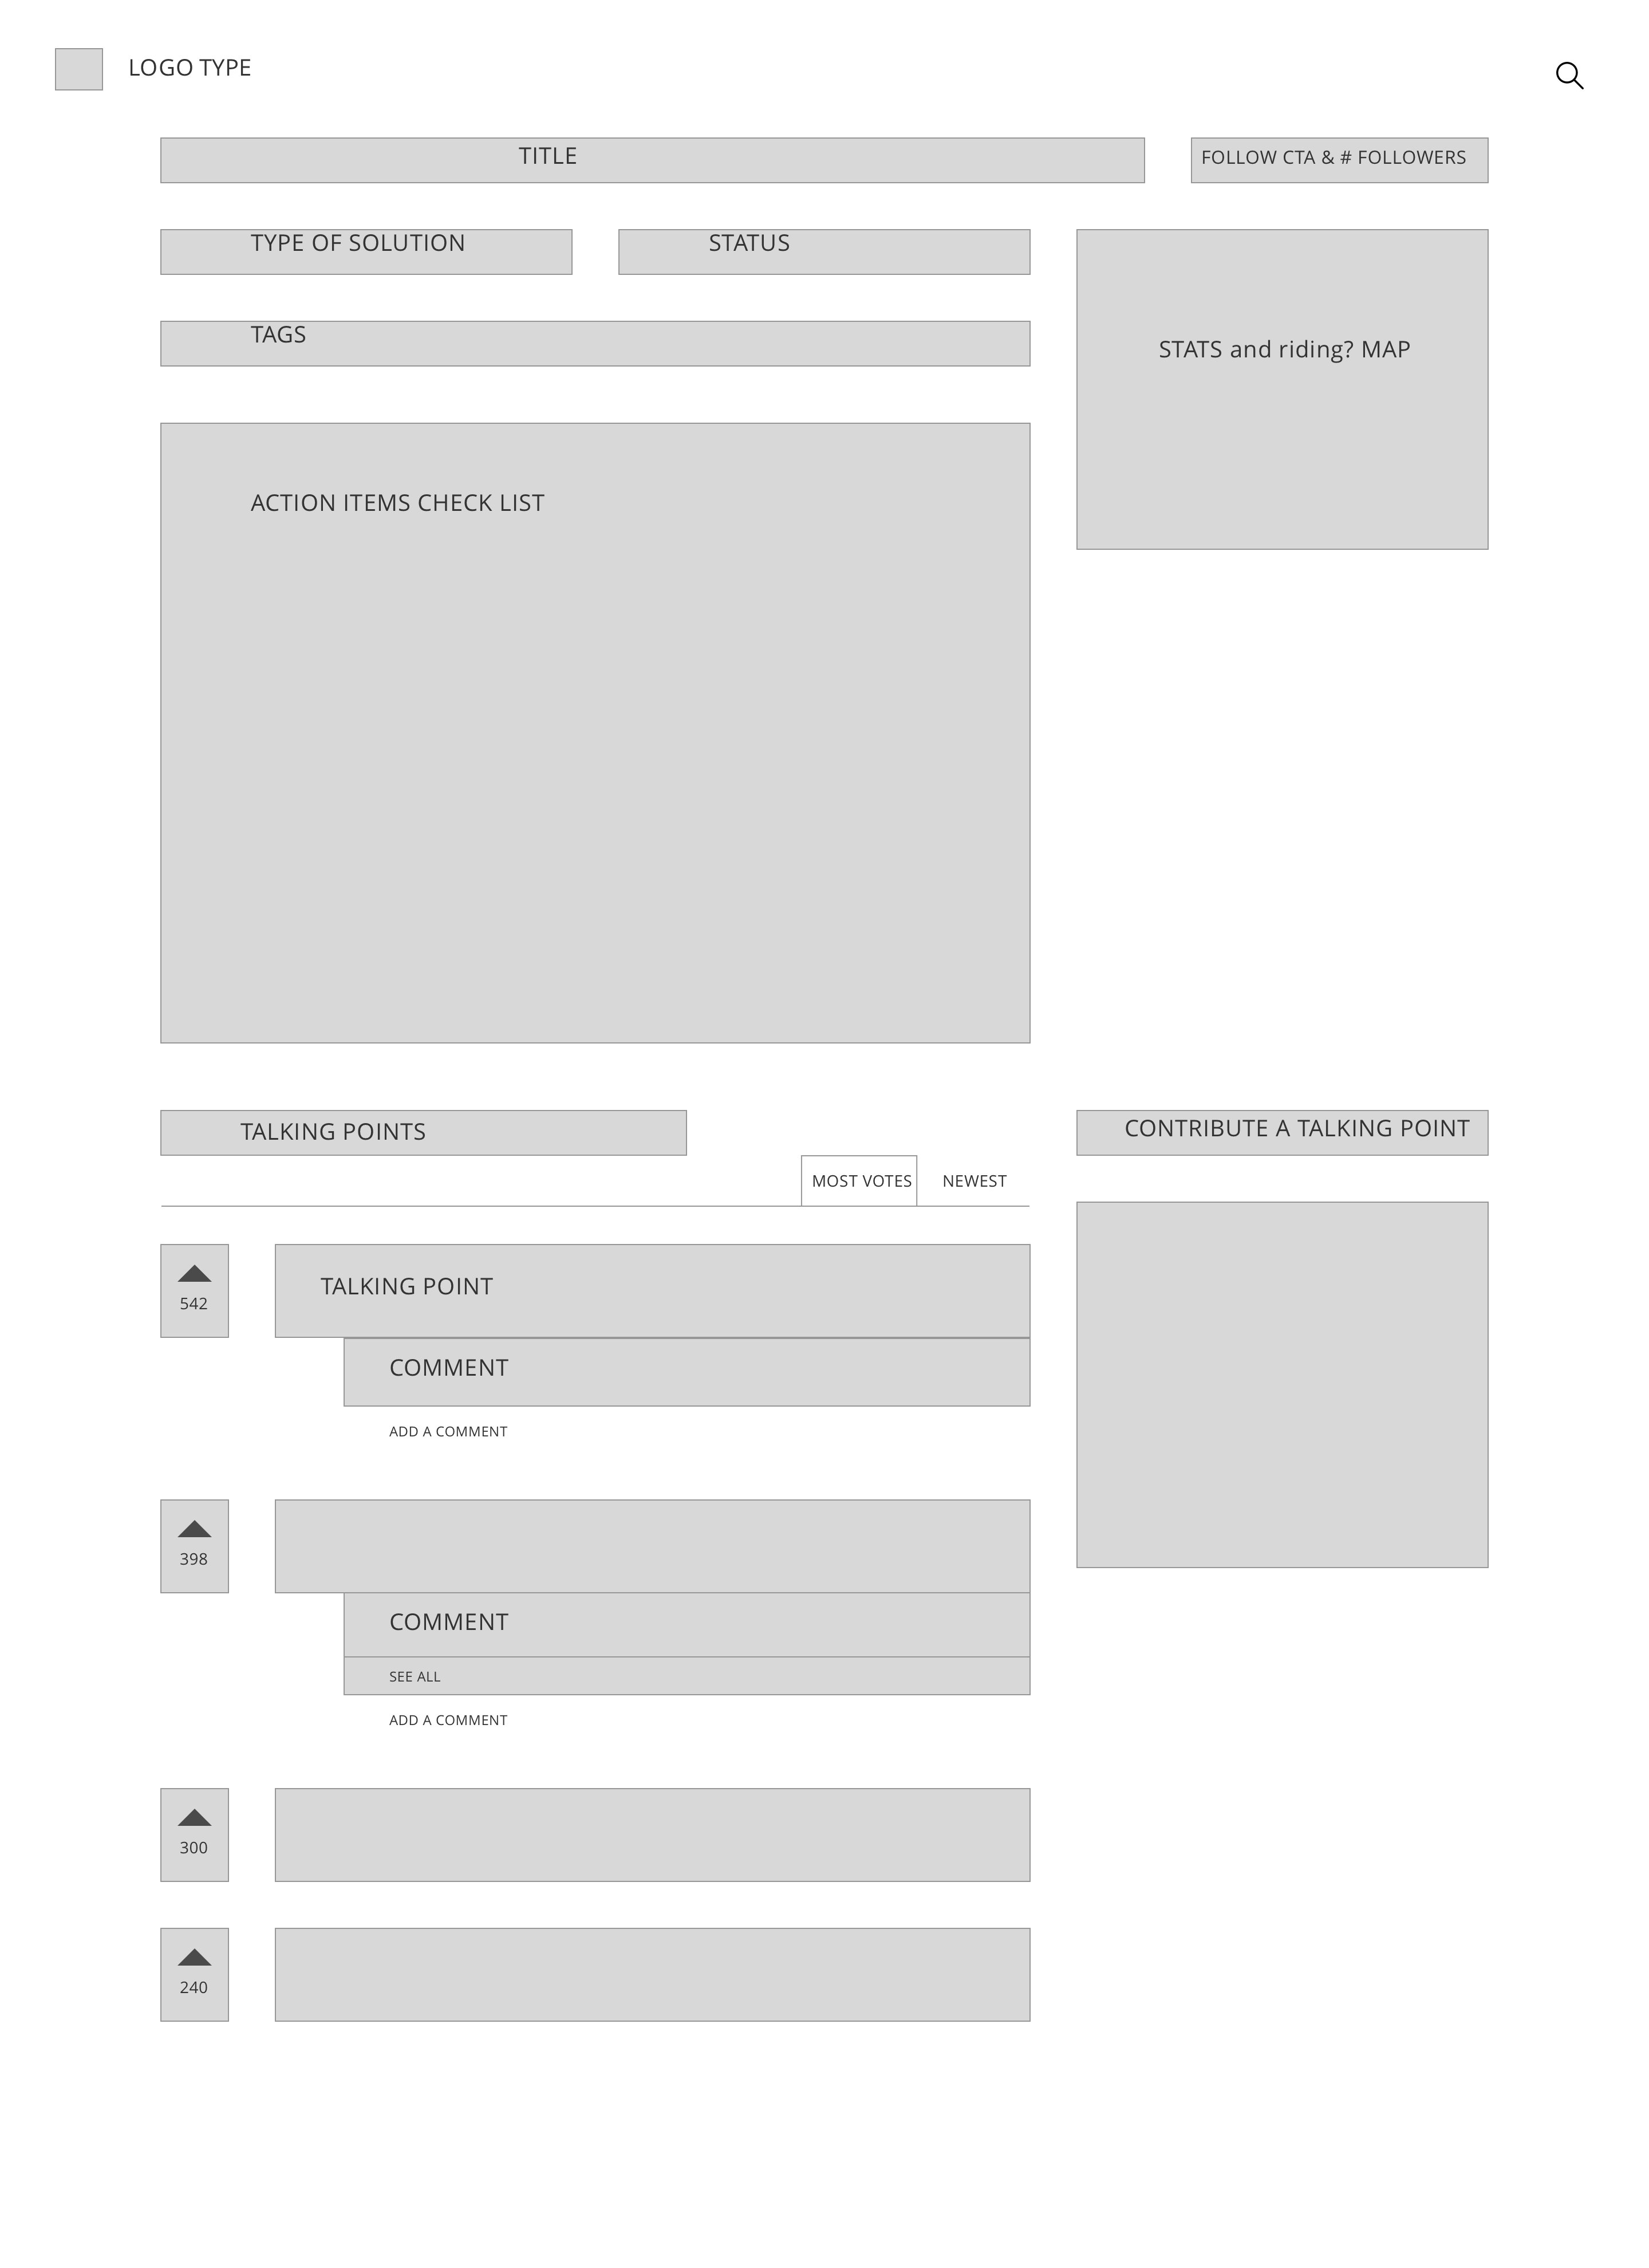 LOGO TYPE
TITLE
FOLLOW CTA & # FOLLOWERS
TYPE OF SOLUTION
STATUS
TAGS
STATS and riding? MAP
ACTION ITEMS CHECK LIST
TALKING POINTS
CONTRIBUTE A TALKING POINT
MOST VOTES
NEWEST
542
TALKING POINT
COMMENT
ADD A COMMENT
398
COMMENT
SEE ALL
ADD A COMMENT
300
240